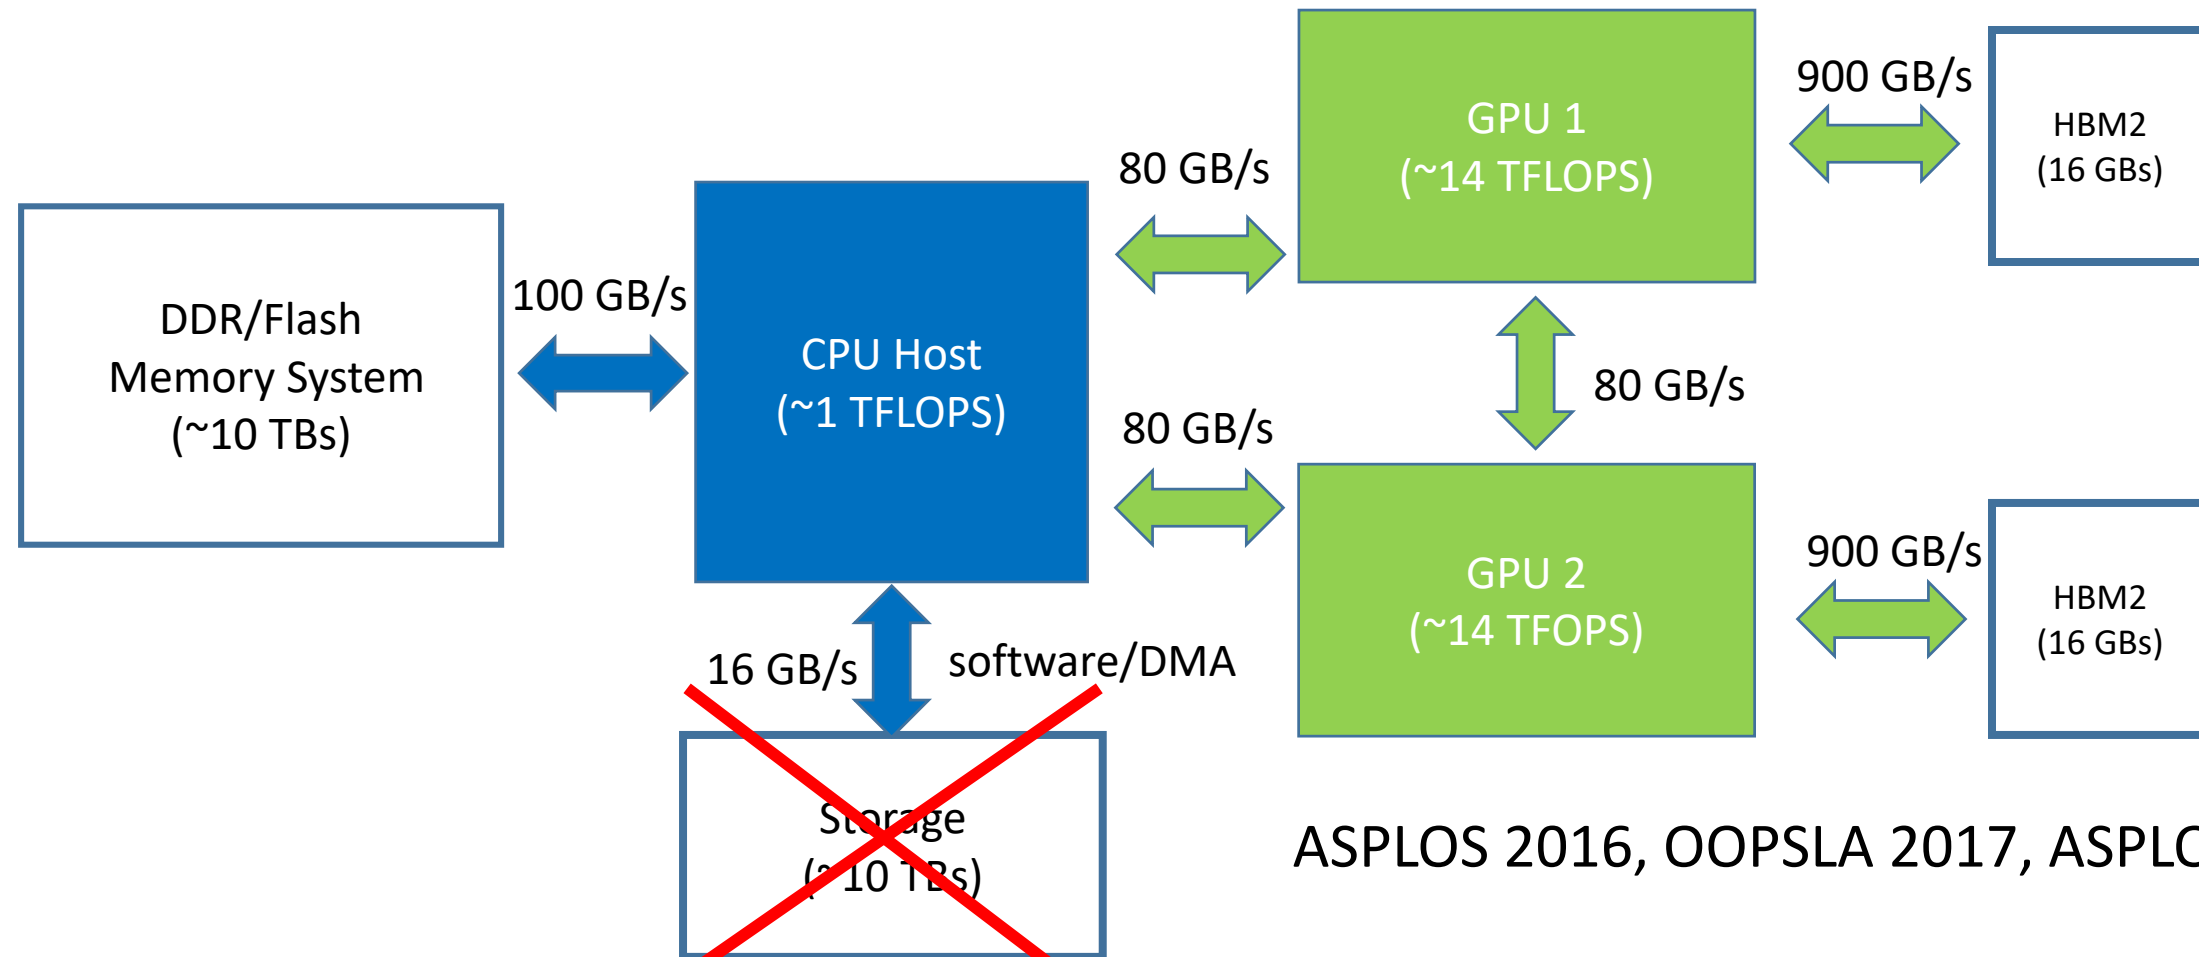 DDR/Flash
Memory System
(~10 TBs)
100 GB/s
CPU Host
(~1 TFLOPS)
80 GB/s
80 GB/s
GPU 1
(~14 TFLOPS)
900 GB/s
HBM2
(16 GBs)
80 GB/s
GPU 2
(~14 TFOPS)
900 GB/s
HBM2
(16 GBs)
16 GB/s
software/DMA
Storage
(~10 TBs)
ASPLOS 2016, OOPSLA 2017,